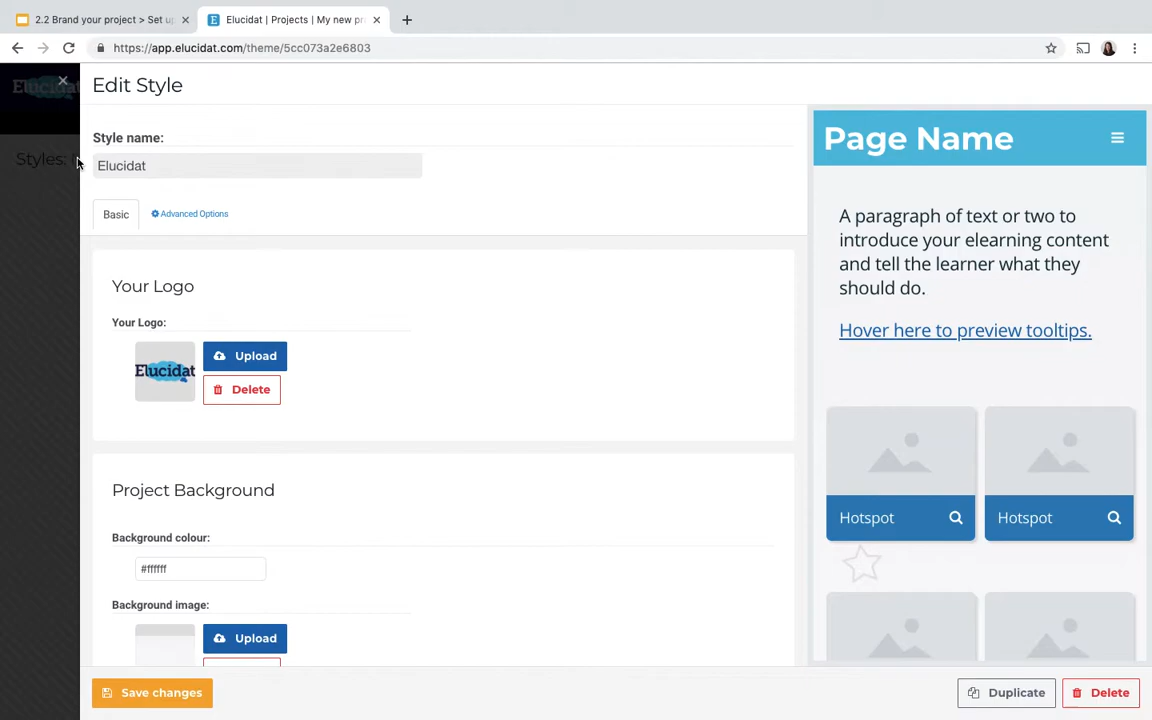 2.2 Brand your project > Set u
Elucidat | Projects | My new pr
https://app.elucidat.com/theme/5cc073a2e6803
Elucidat
Styles:
Edit Style
Style name:
Elucidat
Basic
Advanced Options
Your Logo
Your Logo:
Elucidat
Upload
Delete
Project Background
Background colour:
#ffffff
Background image:
Upload
Save changes
Duplicate
Delete
Page Name
A paragraph of text or two to
introduce your elearning content
and tell the learner what they
should do.
Hover here to preview tooltips.
Hotspot
Hotspot